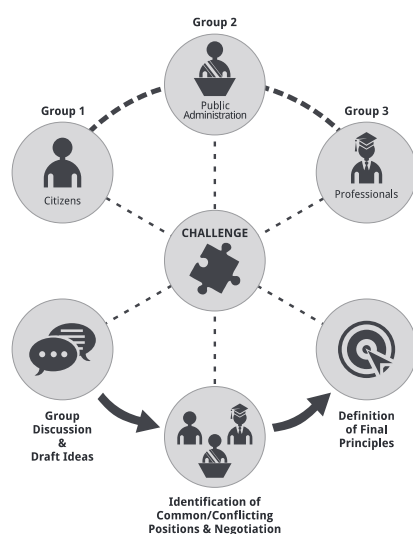 Group 2
Public
Administration
Group 1
Citizens
Group 3
Professionals
CHALLENGE
Group
Discussion
&
Draft Ideas
Identification of
Common/Conflicting
Positions & Negotiation
Definition
of Final
Principles